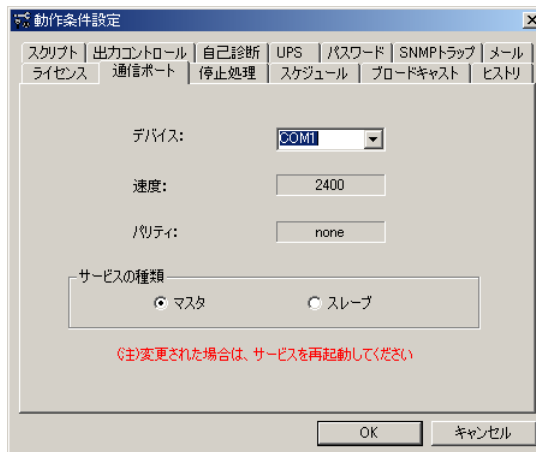 動作条件設定
スクリプト 出力コントロール 自己診断 UPS パスワード SNMPトラップ メール
ライセンス 通信ポート 停止処理 スケジュール ブロードキャスト ヒストリ
デバイス: COM1
速度: 2400
パリティ: none
サービスの種類
マスタ スレーブ
(注)変更された場合は、サービスを再起動してください
OK キャンセル